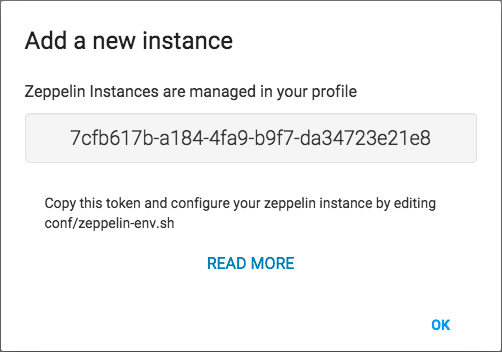 Add a new instance
Zeppelin Instances are managed in your profile
7cfb617b-a184-4fa9-b9f7-da34723e21e8
Copy this token and configure your zeppelin instance by editing
conf/zeppelin-env.sh
READ MORE
OK